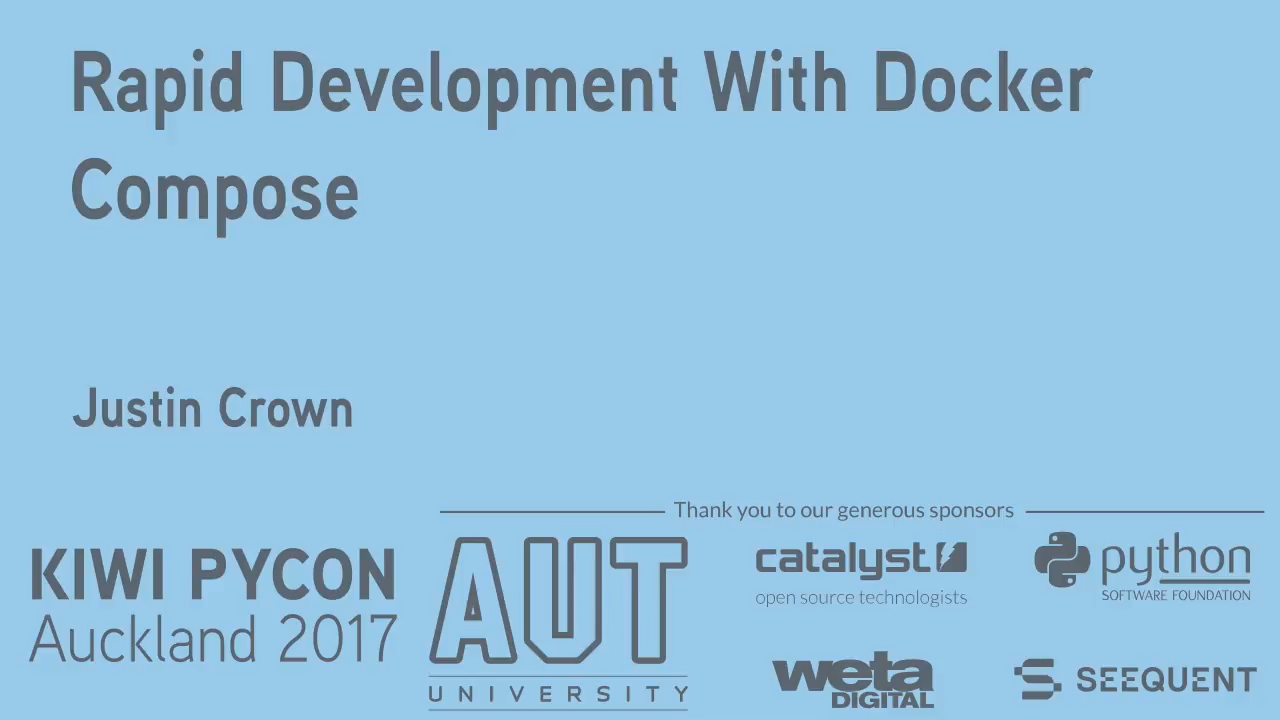 Rapid Development With Docker
Compose
Justin Crown
Thank you to our generous sponsors
KIWI PYCON
Auckland 2017
AUT
UNIVERSITY
catalyst
open source technologists
python
SOFTWARE FOUNDATION
weta
DIGITAL
SEEQUENT